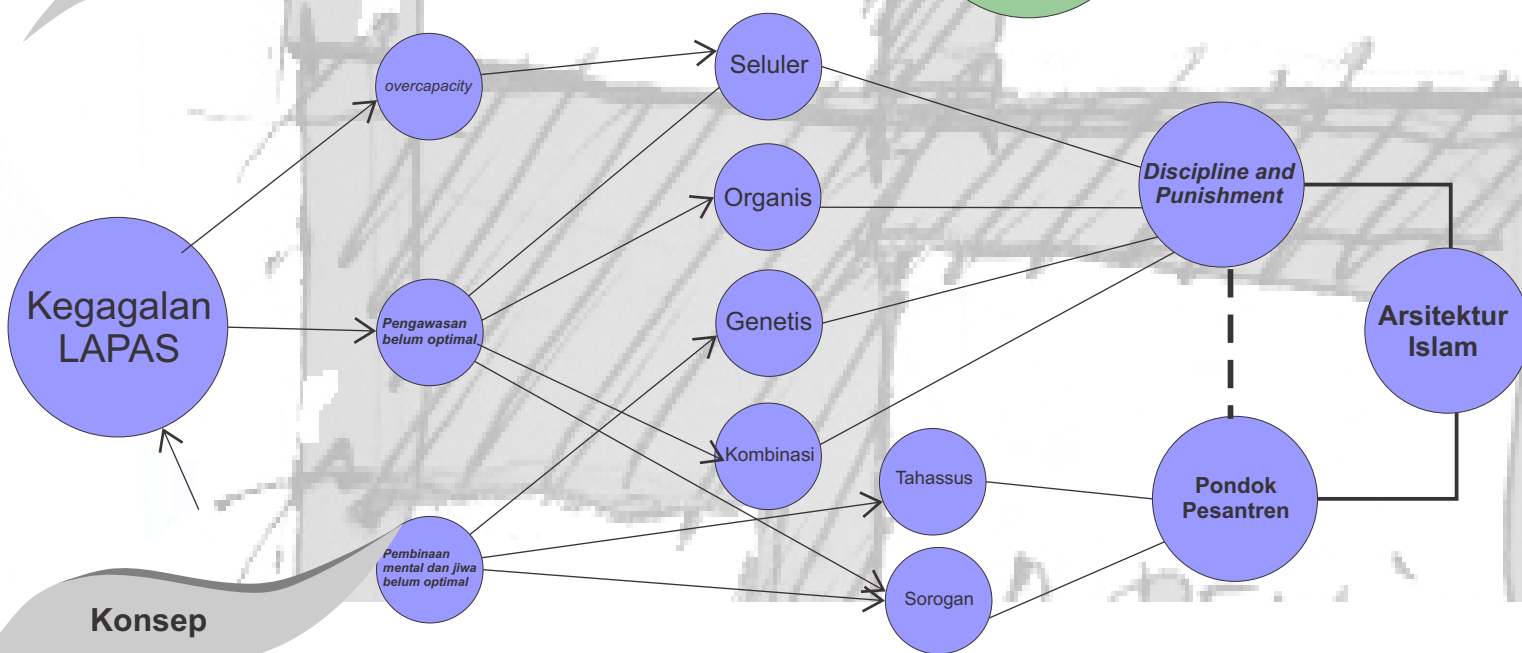 overcapacity
Seluler
Discipline and
Punishment
Organis
Kegagalan
LAPAS
Pengawasan
belum optimal
Genetis
Arsitektur
Islam
Kombinasi
Tahassus
Pondok
Pesantren
Pembinaan
mental dan jiwa
belum optimal
Sorogan
Konsep